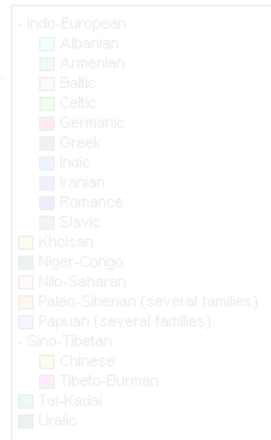 - Indo-European
Albanian
Armenian
Baltic
Celtic
Germanic
Greek
Indic
Iranian
Romance
Slavic
Khoisan
Niger-Congo
Nilo-Saharan
Paleo-Siberian (several families)
Papuan (several families)
- Sino-Tibetan
Chinese
Tibeto-Burman
Tai-Kadai
Uralic